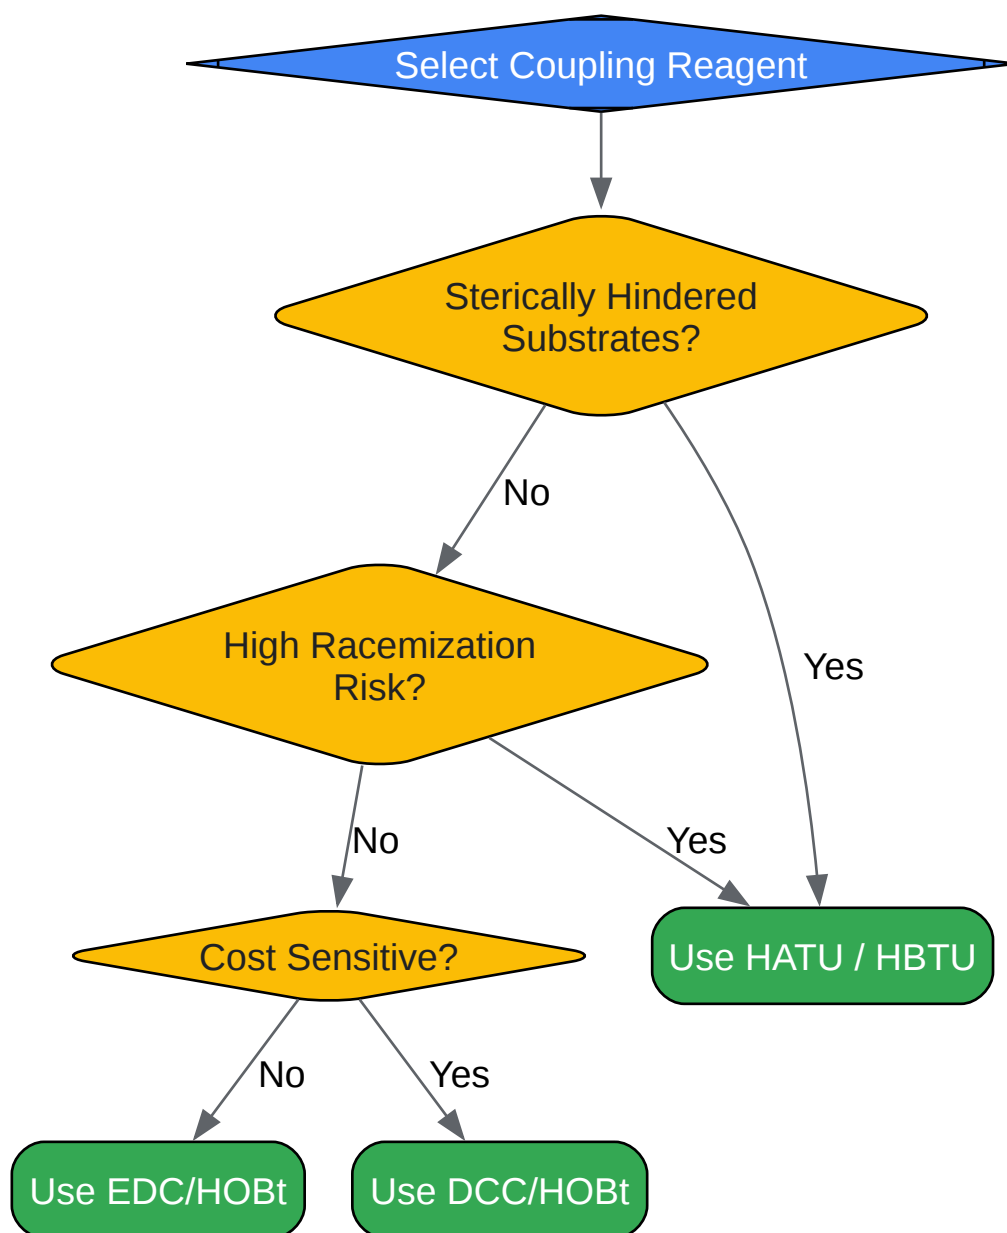 Select Coupling Reagent
Sterically Hindered
Substrates?
No
Yes
High Racemization
Risk?
No
Yes
Cost Sensitive?
Use HATU / HBTU
No
Yes
Use EDC/HOBt
Use DCC/HOBt